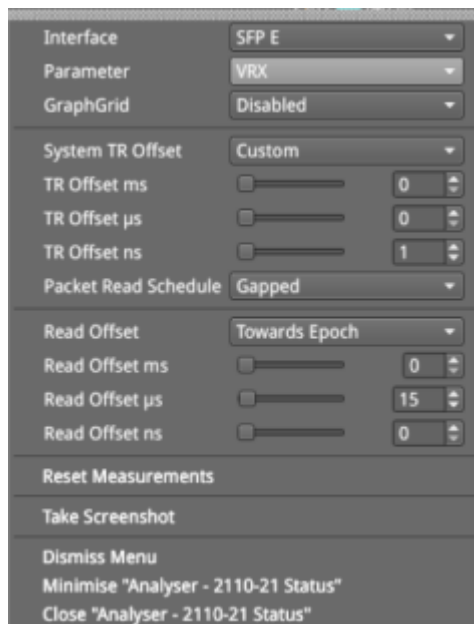 Interface SFP E
Parameter VRX
GraphGrid Disabled
System TR Offset Custom
TR Offset ms 0
TR Offset µs 0
TR Offset ns 1
Packet Read Schedule Gapped
Read Offset Towards Epoch
Read Offset ms 0
Read Offset µs 15
Read Offset ns 0
Reset Measurements
Take Screenshot
Dismiss Menu
Minimise "Analyser - 2110-21 Status"
Close "Analyser - 2110-21 Status"